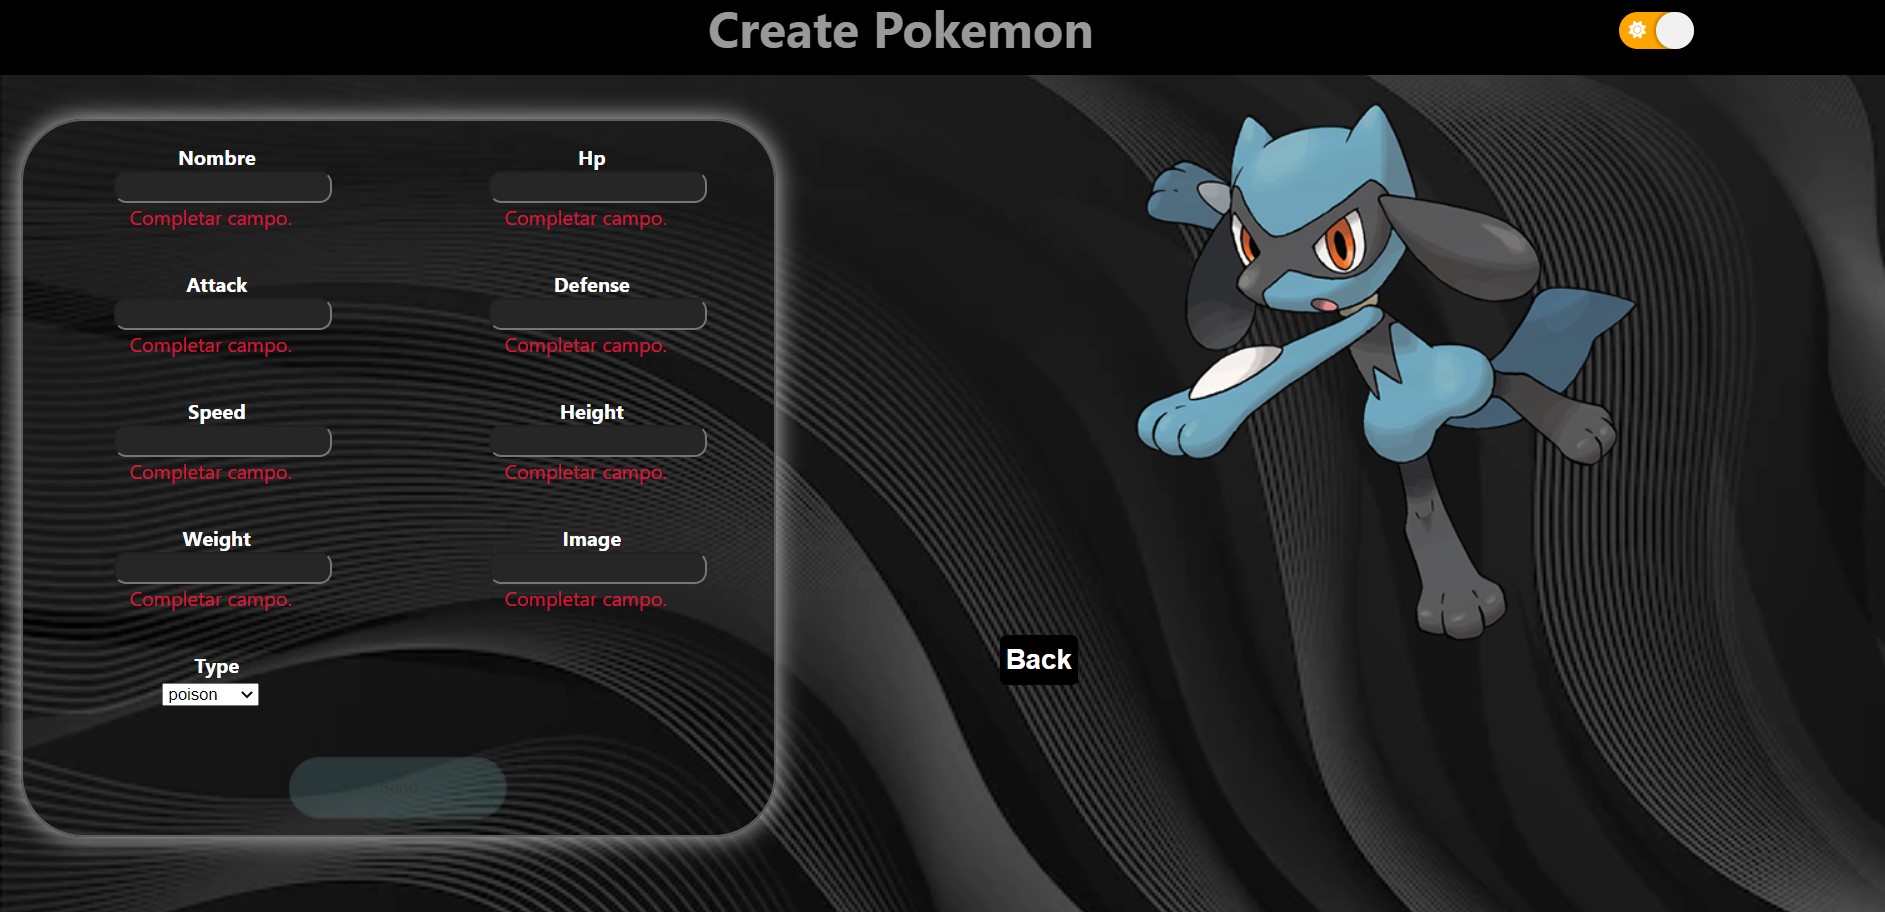 Create Pokemon
Nombre
Hp
Completar campo.
Completar campo.
Attack
Defense
Completar campo.
Completar campo.
Speed
Height
Completar campo.
Completar campo.
Weight
Image
Completar campo.
Completar campo.
Type
poison
Back
Send